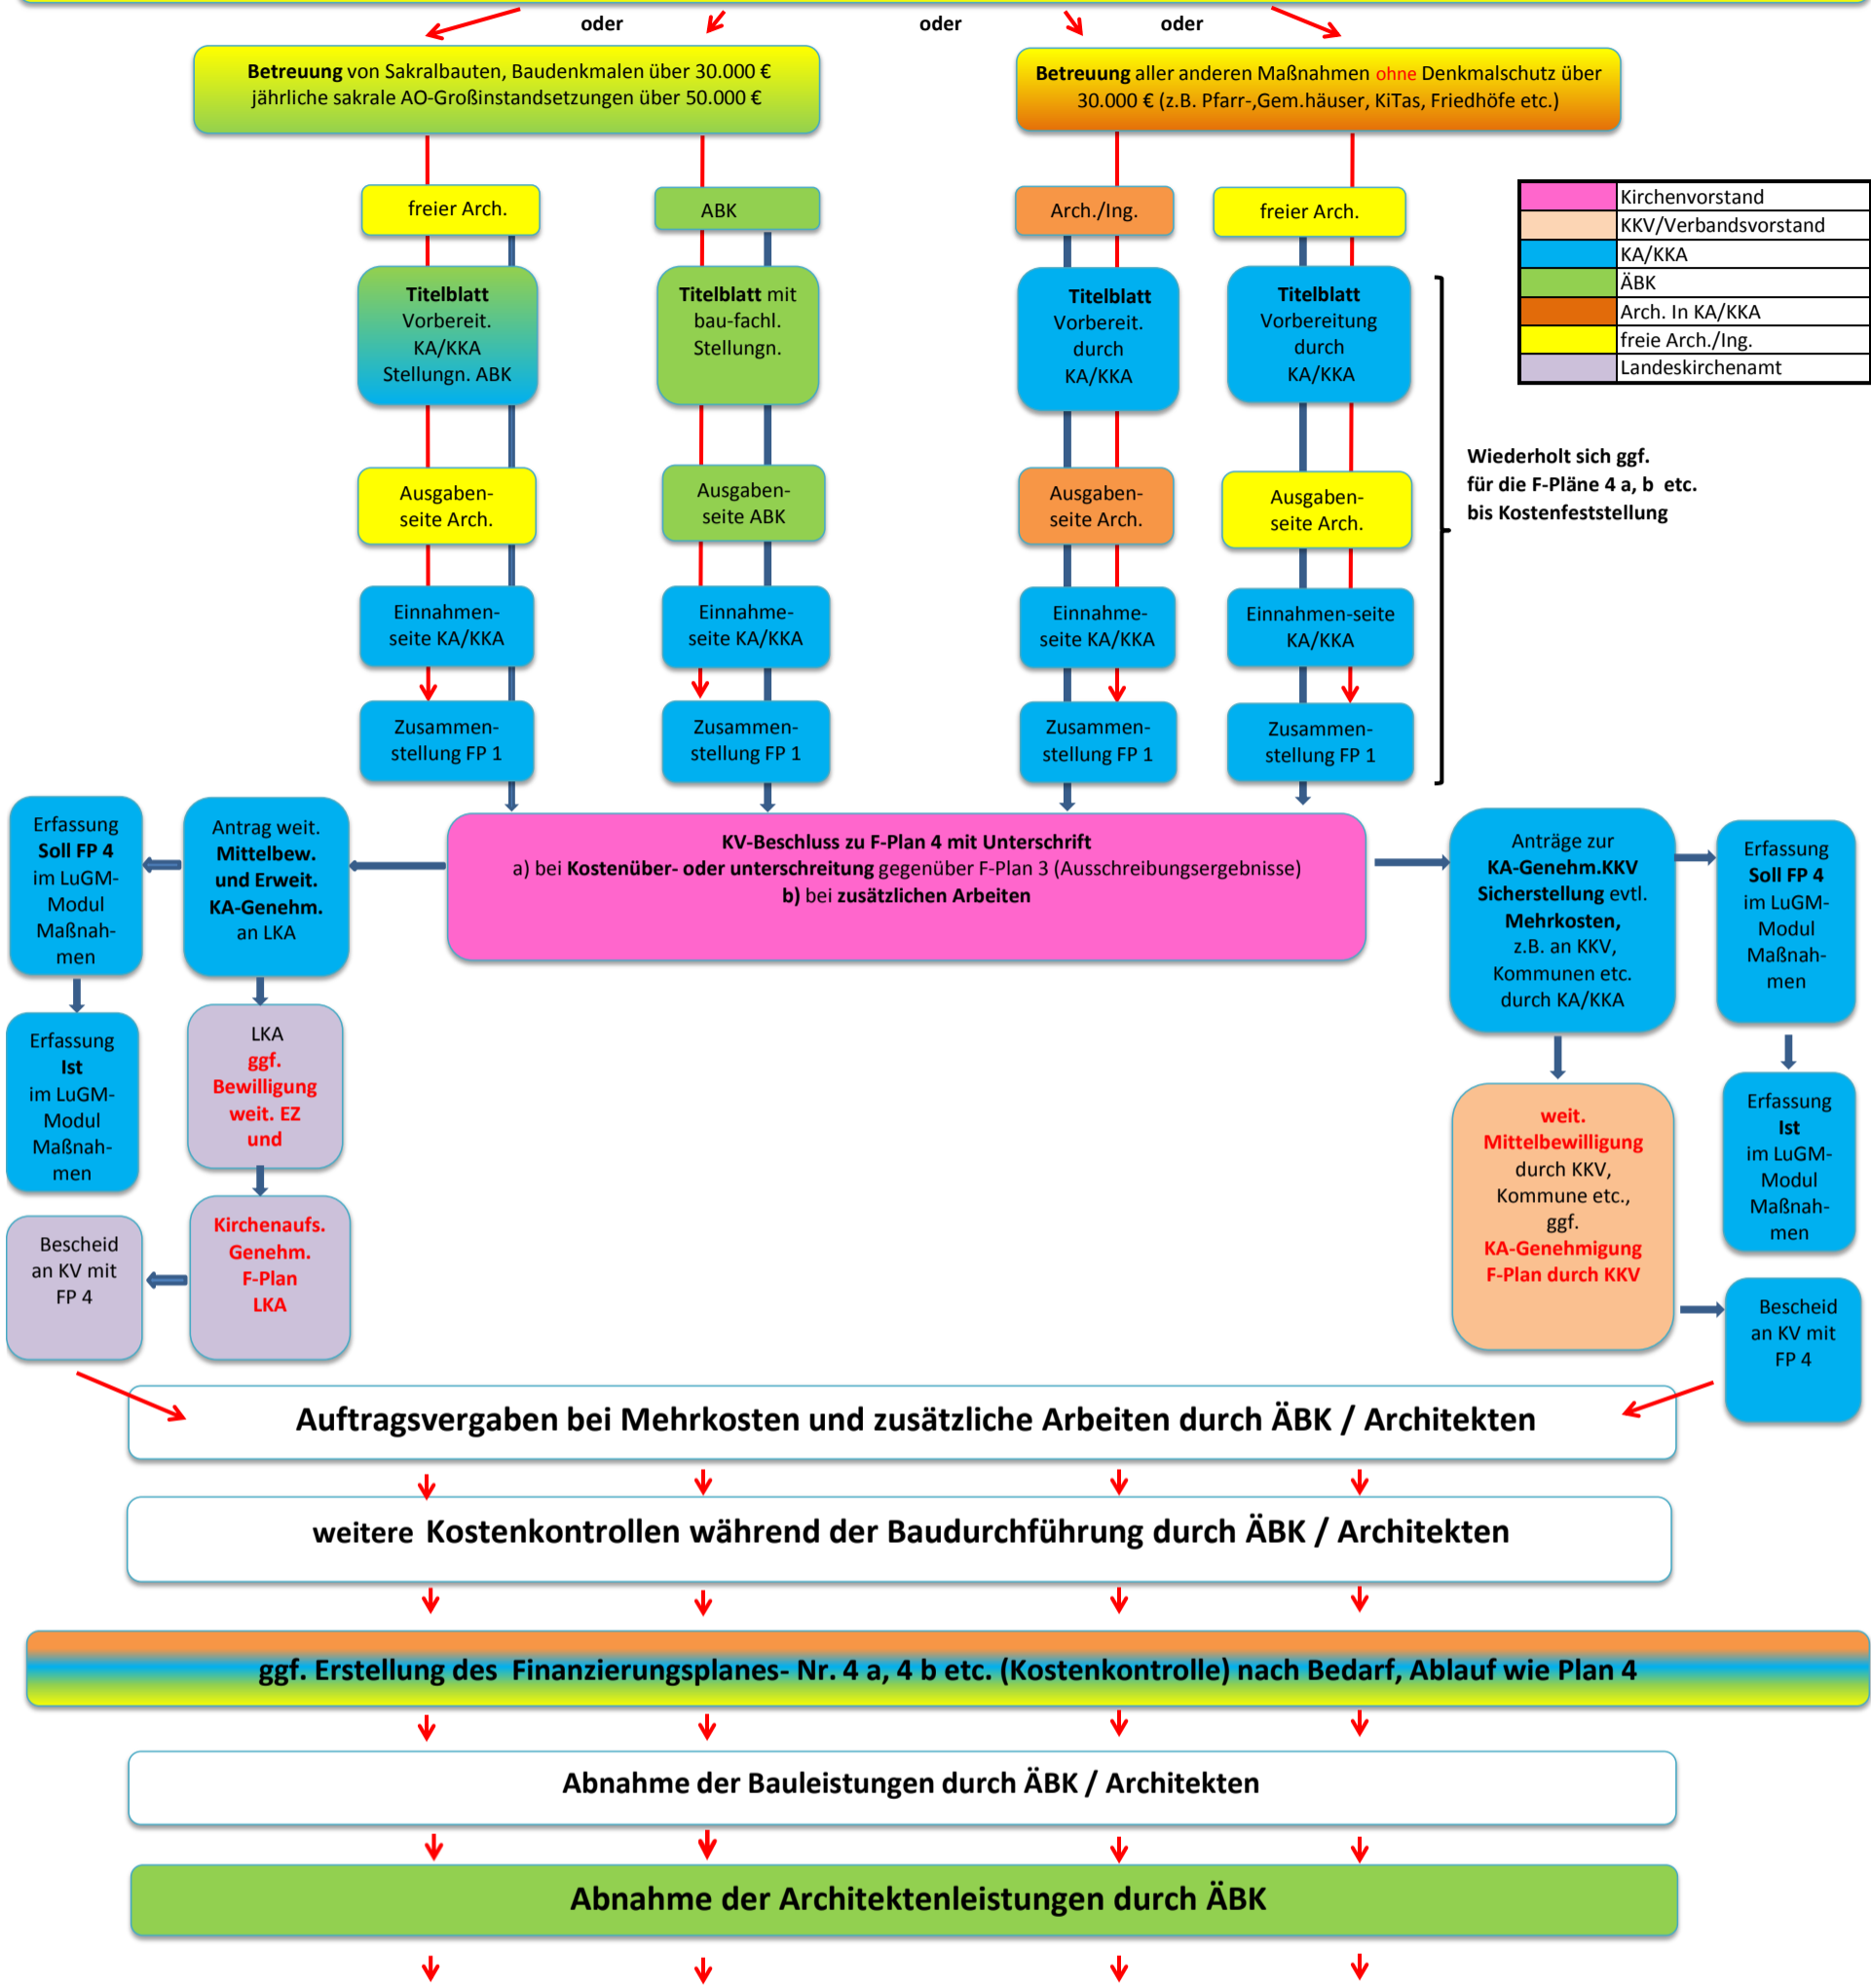 oder
oder
oder
Betreuung von Sakralbauten, Baudenkmalen über 30.000 €
jährliche sakrale AO-Großinstandsetzungen über 50.000 €
Betreuung aller anderen Maßnahmen ohne Denkmalschutz über
30.000 € (z.B. Pfarr-,Gem.häuser, KiTas, Friedhöfe etc.)
freier Arch.
ABK
Arch./Ing.
freier Arch.
Kirchenvorstand
KKV/Verbandsvorstand
KA/KKA
ÄBK
Arch. In KA/KKA
freie Arch./Ing.
Landeskirchenamt
Titelblatt
Vorbereit.
KA/KKA
Stellungn. ABK
Titelblatt mit
bau-fachl.
Stellungn.
Titelblatt
Vorbereit.
durch
KA/KKA
Titelblatt
Vorbereitung
durch
KA/KKA
Wiederholt sich ggf.
für die F-Pläne 4 a, b etc.
bis Kostenfeststellung
Ausgaben-
seite Arch.
Ausgaben-
seite ABK
Ausgaben-
seite Arch.
Ausgaben-
seite Arch.
Einnahmen-
seite KA/KKA
Einnahme-
seite KA/KKA
Einnahme-
seite KA/KKA
Einnahmen-seite
KA/KKA
Zusammen-
stellung FP 1
Zusammen-
stellung FP 1
Zusammen-
stellung FP 1
Zusammen-
stellung FP 1
Erfassung
Soll FP 4
im LuGM-
Modul
Maßnah-
men
Antrag weit.
Mittelbew.
und Erweit.
KA-Genehm.
an LKA
KV-Beschluss zu F-Plan 4 mit Unterschrift
a) bei Kostenüber- oder unterschreitung gegenüber F-Plan 3 (Ausschreibungsergebnisse)
b) bei zusätzlichen Arbeiten
Anträge zur
KA-Genehm.KKV
Sicherstellung evtl.
Mehrkosten,
z.B. an KKV,
Kommunen etc.
durch KA/KKA
Erfassung
Soll FP 4
im LuGM-
Modul
Maßnah-
men
Erfassung
Ist
im LuGM-
Modul
Maßnah-
men
LKA
ggf.
Bewilligung
weit. EZ
und
weit.
Mittelbewilligung
durch KKV,
Kommune etc.,
ggf.
KA-Genehmigung
F-Plan durch KKV
Erfassung
Ist
im LuGM-
Modul
Maßnah-
men
Bescheid
an KV mit
FP 4
Kirchenaufs.
Genehm.
F-Plan
LKA
Bescheid
an KV mit
FP 4
Auftragsvergaben bei Mehrkosten und zusätzliche Arbeiten durch ÄBK / Architekten
weitere Kostenkontrollen während der Baudurchführung durch ÄBK / Architekten
ggf. Erstellung des Finanzierungsplanes- Nr. 4 a, 4 b etc. (Kostenkontrolle) nach Bedarf, Ablauf wie Plan 4
Abnahme der Bauleistungen durch ÄBK / Architekten
Abnahme der Architektenleistungen durch ÄBK